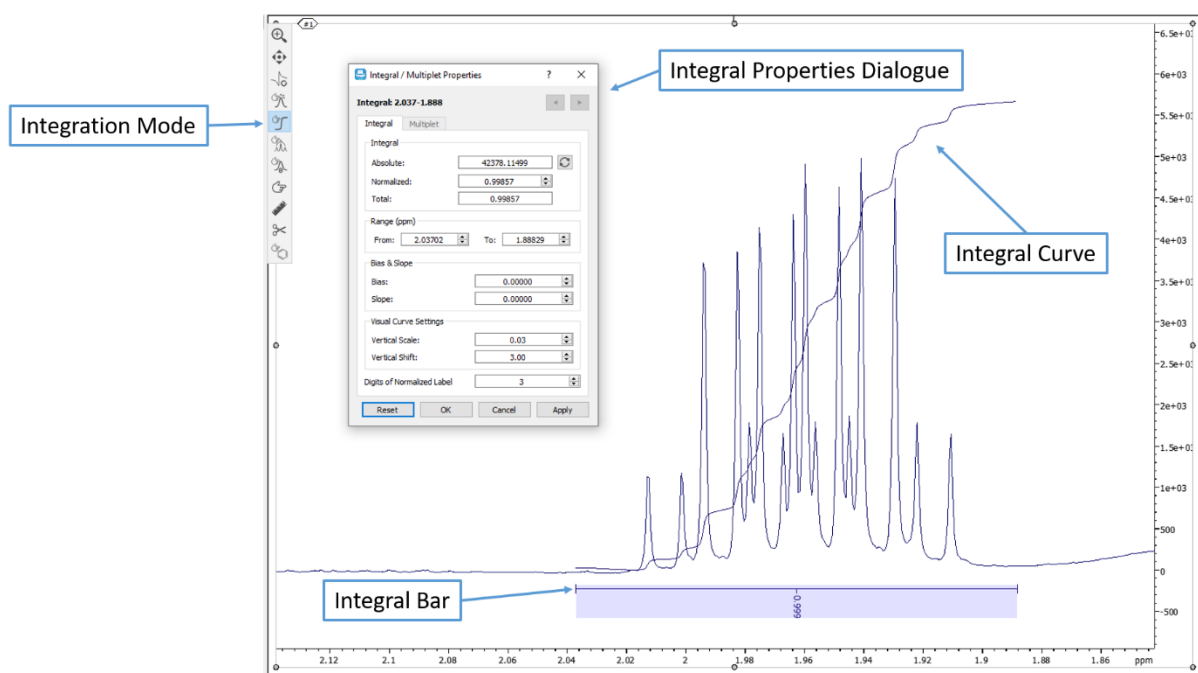 #1
Integration Mode
Integral Properties Dialogue
Integral Curve
Integral Bar
Integral / Multiplet Properties ? ×
Integral: 2.037-1.888
Integral Multiplet
Integral
Absolute: 42378.11499
Normalized: 0.99857
Total: 0.99857
Range (ppm)
From: 2.03702 To: 1.88829
Bias & Slope
Bias: 0.00000
Slope: 0.00000
Visual Curve Settings
Vertical Scale: 0.03
Vertical Shift: 3.00
Digits of Normalized Label 3
Reset OK Cancel Apply
6.5e+03
6e+03
5.5e+03
5e+03
4.5e+03
4e+03
3.5e+03
3e+03
2.5e+03
2e+03
1.5e+03
1e+03
500
0
-500
0.999
2.12 2.1 2.08 2.06 2.04 2.02 2 1.98 1.96 1.94 1.92 1.9 1.88 1.86 ppm